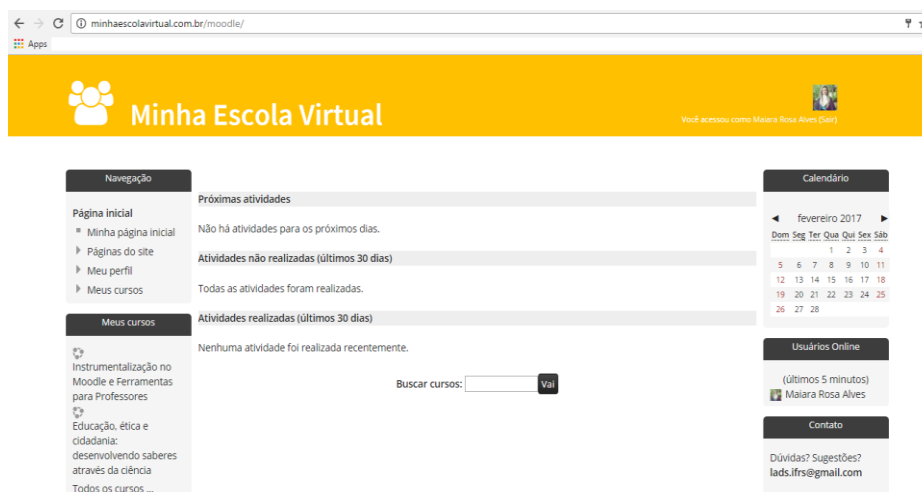 minhaescolavirtual.com.br/moodle/
Apps
Minha Escola Virtual
Você acessou como Maiara Rosa Alves (Sair)
Navegação
Página inicial
Minha página inicial
Páginas do site
Meu perfil
Meus cursos
Meus cursos
Instrumentalização no
Moodle e Ferramentas
para Professores
Educação, ética e
cidadania:
desenvolvendo saberes
através da ciência
Todos os cursos ...
Próximas atividades
Não há atividades para os próximos dias.
Atividades não realizadas (últimos 30 dias)
Todas as atividades foram realizadas.
Atividades realizadas (últimos 30 dias)
Nenhuma atividade foi realizada recentemente.
Buscar cursos: Vai
Calendário
◄ fevereiro 2017 ►
Dom Seg Ter Qua Qui Sex Sáb
1 2 3 4
5 6 7 8 9 10 11
12 13 14 15 16 17 18
19 20 21 22 23 24 25
26 27 28
Usuários Online
(últimos 5 minutos)
Maiara Rosa Alves
Contato
Dúvidas? Sugestões?
lads.ifrs@gmail.com